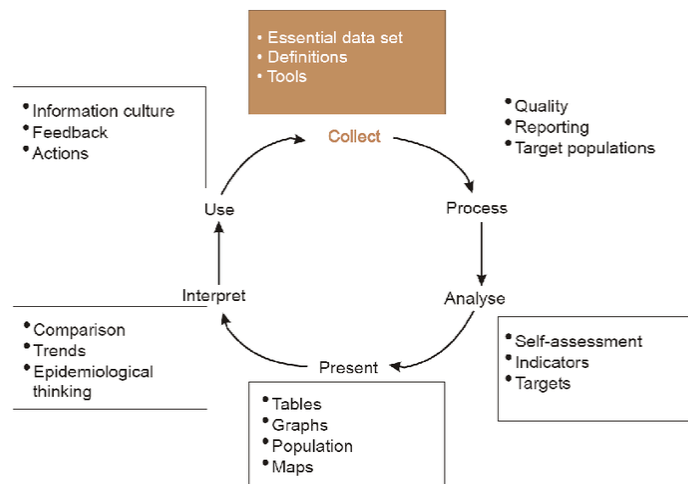 • Essential data set
• Definitions
• Tools
Collect
• Quality
• Reporting
• Target populations
Process
Analyse
• Self-assessment
• Indicators
• Targets
Present
• Tables
• Graphs
• Population
• Maps
Interpret
• Comparison
• Trends
• Epidemiological
thinking
Use
• Information culture
• Feedback
• Actions